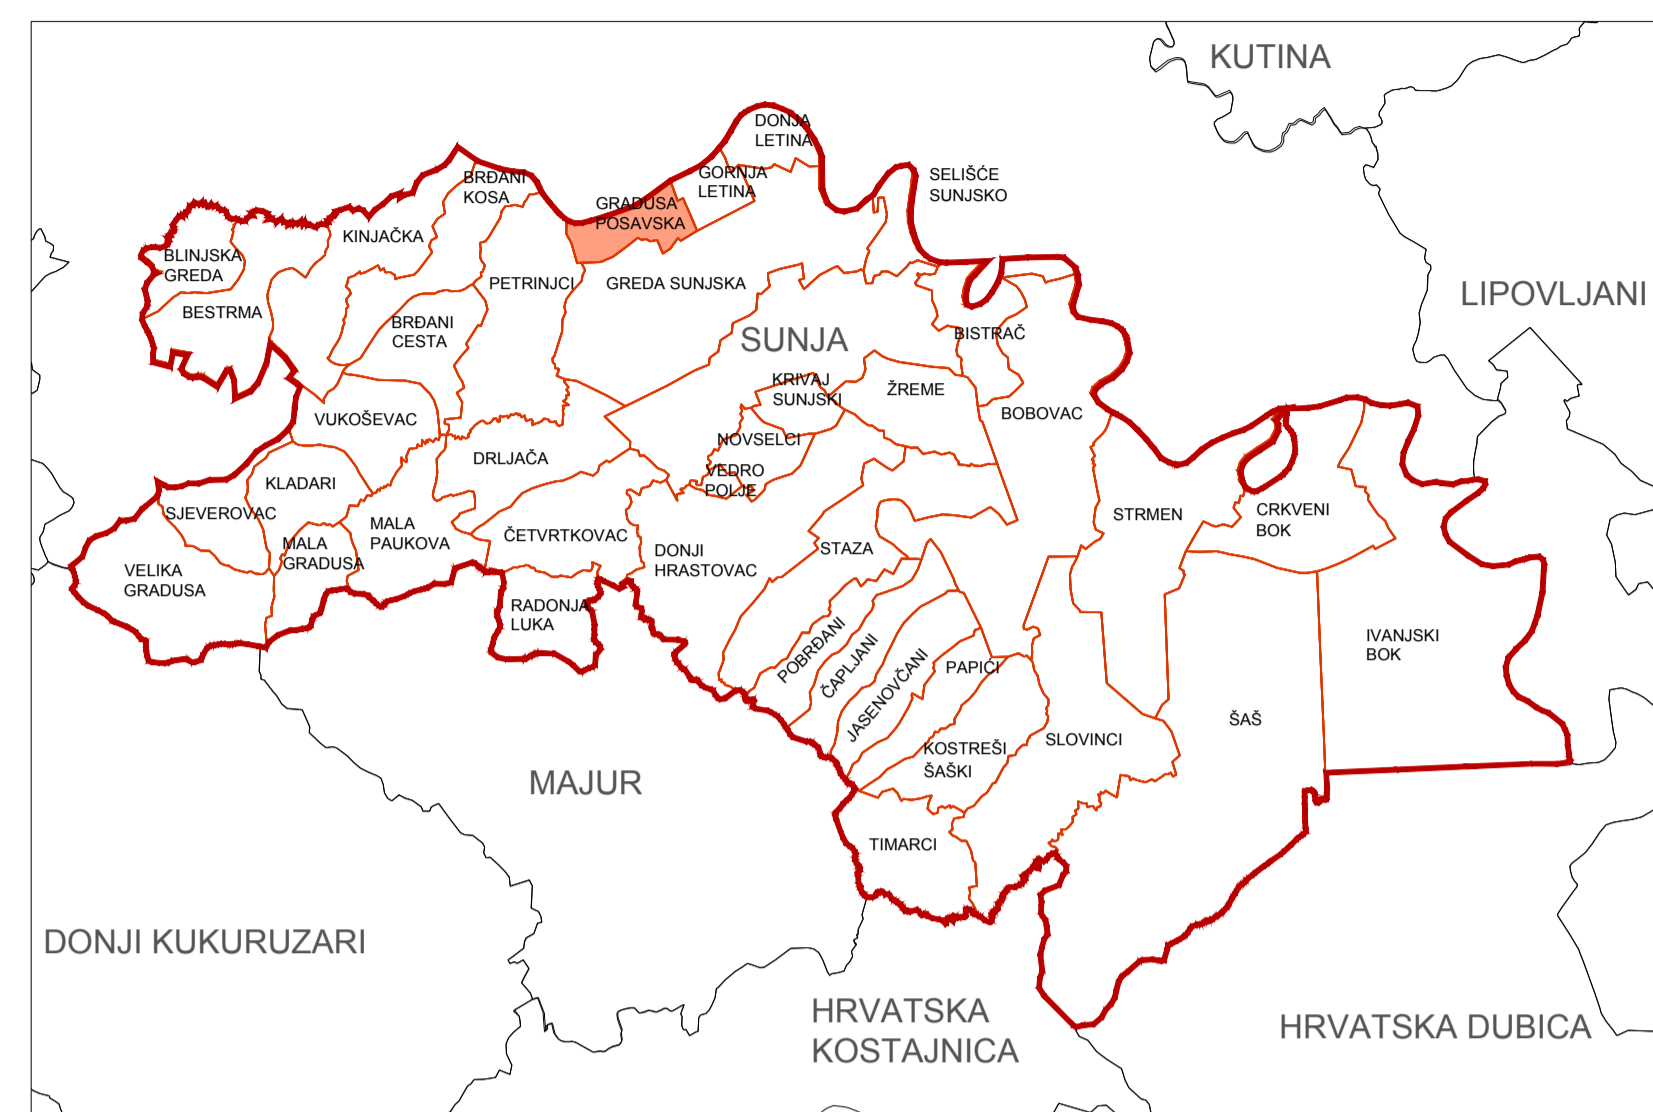 KUTINA
DONJA
LETINA
BRĐANI
KOSA
GORNJA
LETINA
SELIŠĆE
SUNJSKO
GRADUSA
POSAVSKA
KINJAČKA
BLINJSKA
GREDA
PETRINJCI
GREDA SUNJSKA
LIPOVLJANI
BESTRMA
BRĐANI
CESTA
SUNJA
BISTRAČ
KRIVAJ
SUNJSKI
ŽREME
BOBOVAC
VUKOŠEVAC
NOVSELCI
DRLJAČA
VEDRO
POLJE
KLADARI
SJEVEROVAC
MALA
PAUKOVA
STRMEN
CRKVENI
BOK
ČETVRTKOVAC
MALA
GRADUSA
STAZA
DONJI
HRASTOVAC
VELIKA
GRADUSA
RADONJA
LUKA
IVANJSKI
BOK
POBRĐANI
ČAPLJANI
JASENOVČANI
PAPIĆI
ŠAŠ
SLOVINCI
KOSTREŠI
ŠAŠKI
MAJUR
TIMARCI
DONJI KUKURUZARI
HRVATSKA
KOSTAJNICA
HRVATSKA DUBICA